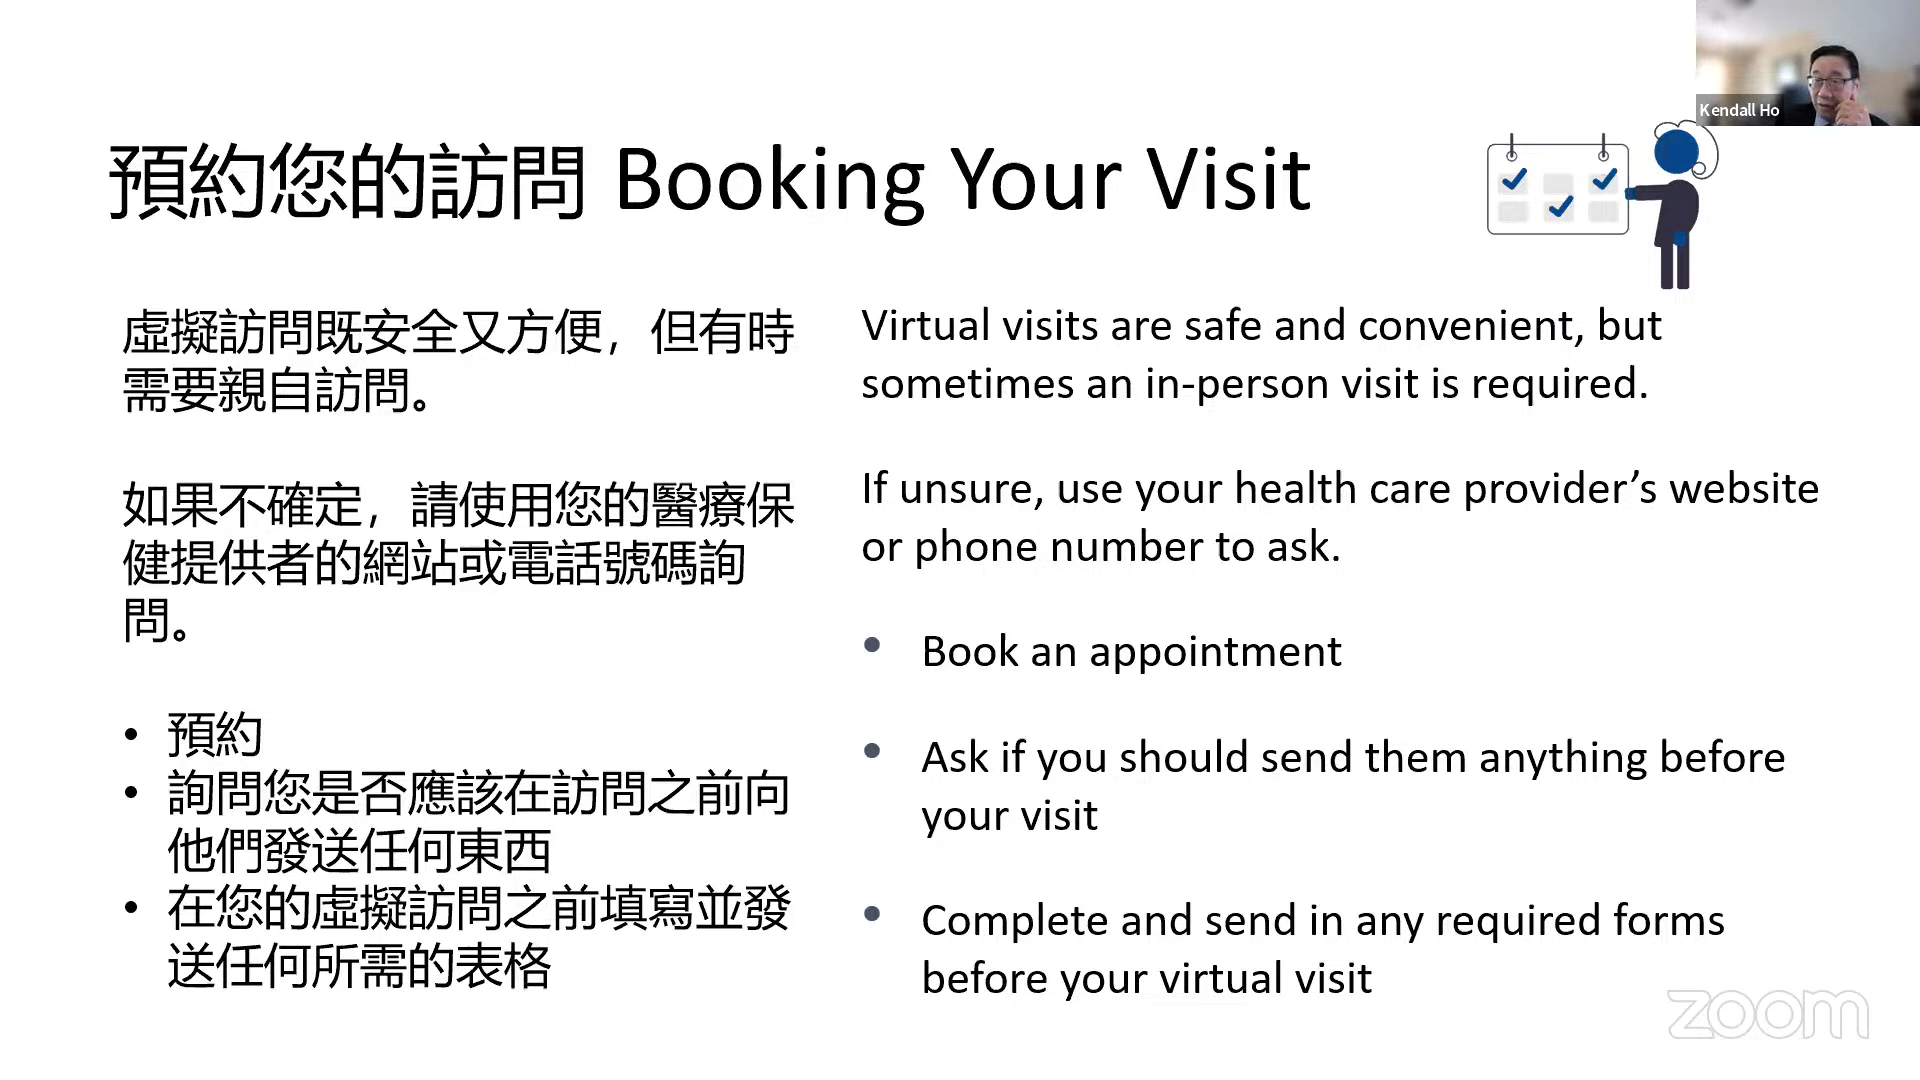 Kendall Ho
預約您的訪問 Booking Your Visit
虛擬訪問既安全又方便，但有時
需要親自訪問。
如果不確定，請使用您的醫療保
健提供者的網站或電話號碼詢
問。
• 預約
• 詢問您是否應該在訪問之前向
他們發送任何東西
• 在您的虛擬訪問之前填寫並發
送任何所需的表格
Virtual visits are safe and convenient, but
sometimes an in-person visit is required.
If unsure, use your health care provider’s website
or phone number to ask.
• Book an appointment
• Ask if you should send them anything before
your visit
• Complete and send in any required forms
before your virtual visit
zoom